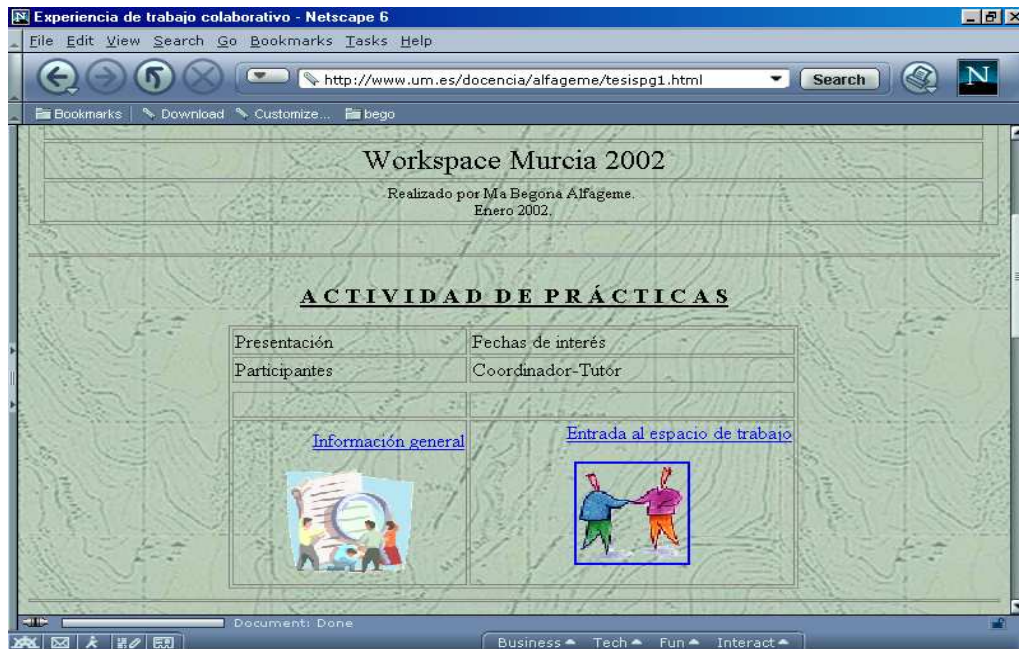 Experiencia de trabajo colaborativo - Netscape 6
File Edit View Search Go Bookmarks Tasks Help
http://www.um.es/docencia/alfageme/tesispg1.html Search N
Bookmarks Download Customize... bego
Workspace Murcia 2002
Realizado por Ma Begona Alfageme.
Enero 2002.
ACTIVIDAD DE PRÁCTICAS
Presentación Fechas de interés
Participantes Coordinador-Tutor
Información general Entrada al espacio de trabajo
Document: Done
Business Tech Fun Interact